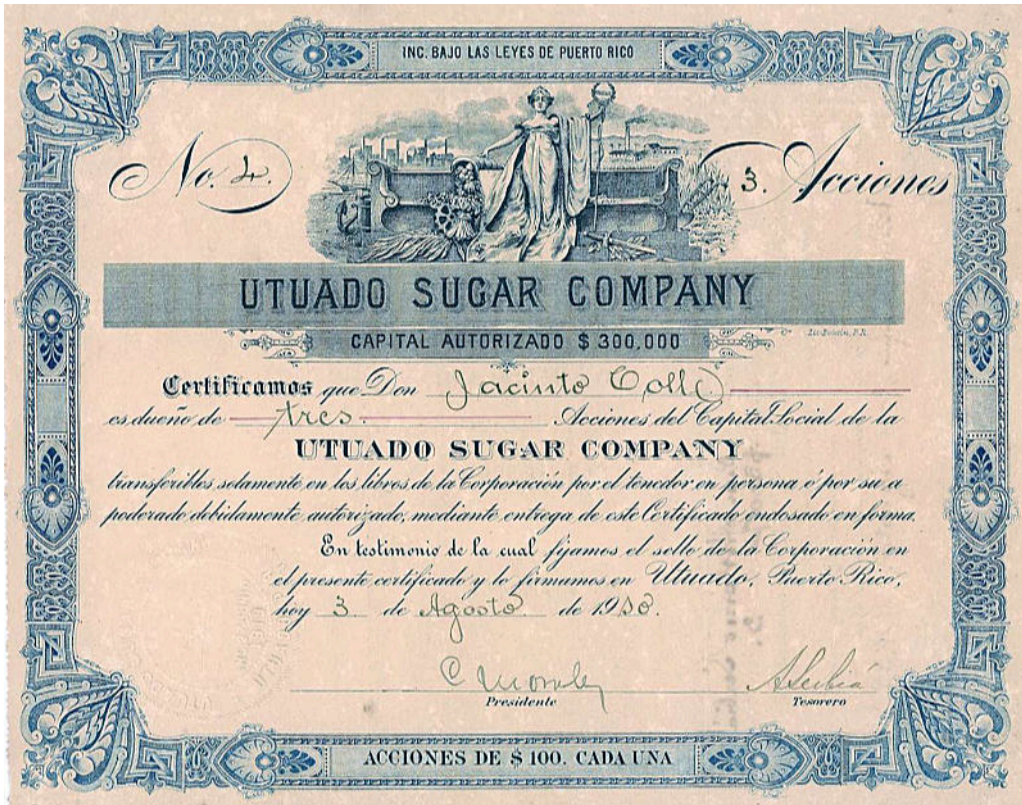 INC. BAJO LAS LEYES DE PUERTO RICO
No. 3. Acciones
UTUADO SUGAR COMPANY
CAPITAL AUTORIZADO $ 300,000
Certificamos que Don Jacinto Coll
es dueño de tres Acciones del Capital Social de la
UTUADO SUGAR COMPANY
transferibles solamente en los libros de la Corporación por el tenedor en persona ó por su a
poderado debidamente autorizado, mediante entrega de este Certificado endosado en forma.
En testimonio de la cual fijamos el sello de la Corporación en
el presente certificado y lo firmamos en Utuado, Puerto Rico,
hoy 3 de Agosto de 19
C Morales
Presidente Tesorero
ACCIONES DE $ 100. CADA UNA